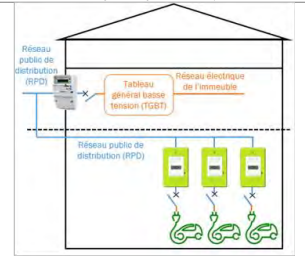 Réseau
public de
distribution
(RPD)
Tableau
général basse
tension (TGBT)
Réseau électrique
de l'immeuble
Réseau public de
distribution (RPD)